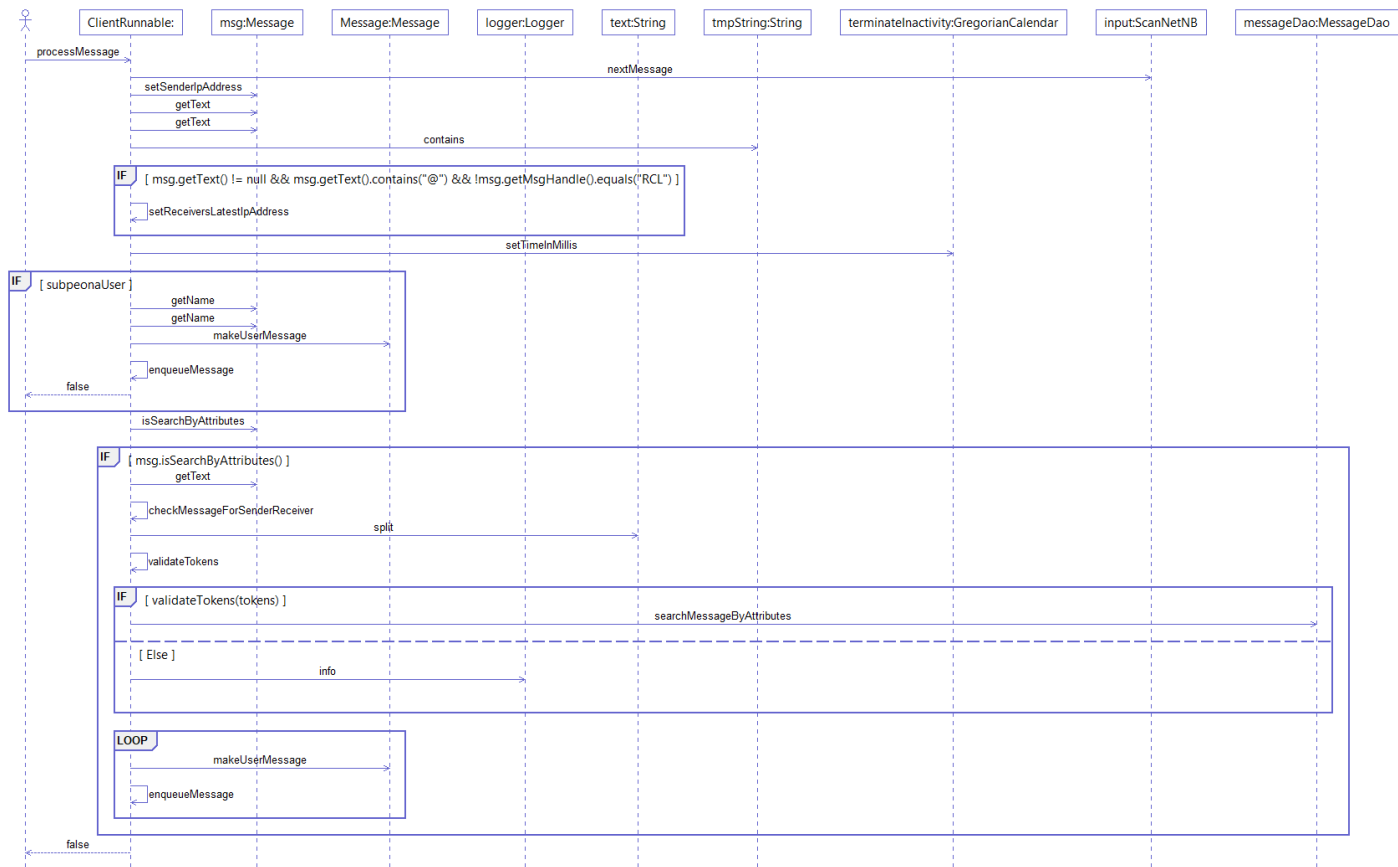 ClientRunnable: msg:Message Message:Message logger:Logger text:String tmpString:String terminateInactivity:GregorianCalendar input:ScanNetNB messageDao:MessageDao
processMessage
nextMessage
setSenderIpAddress
getText
getText
contains
IF [ msg.getText() != null && msg.getText().contains("@") && !msg.getMsgHandle().equals("RCL") ]
setReceiversLatestIpAddress
setTimeInMillis
IF [ subpeonaUser ]
getName
getName
makeUserMessage
enqueueMessage
false
isSearchByAttributes
IF [ msg.isSearchByAttributes() ]
getText
checkMessageForSenderReceiver
split
validateTokens
IF [ validateTokens(tokens) ]
searchMessageByAttributes
[ Else ]
info
LOOP
makeUserMessage
enqueueMessage
false